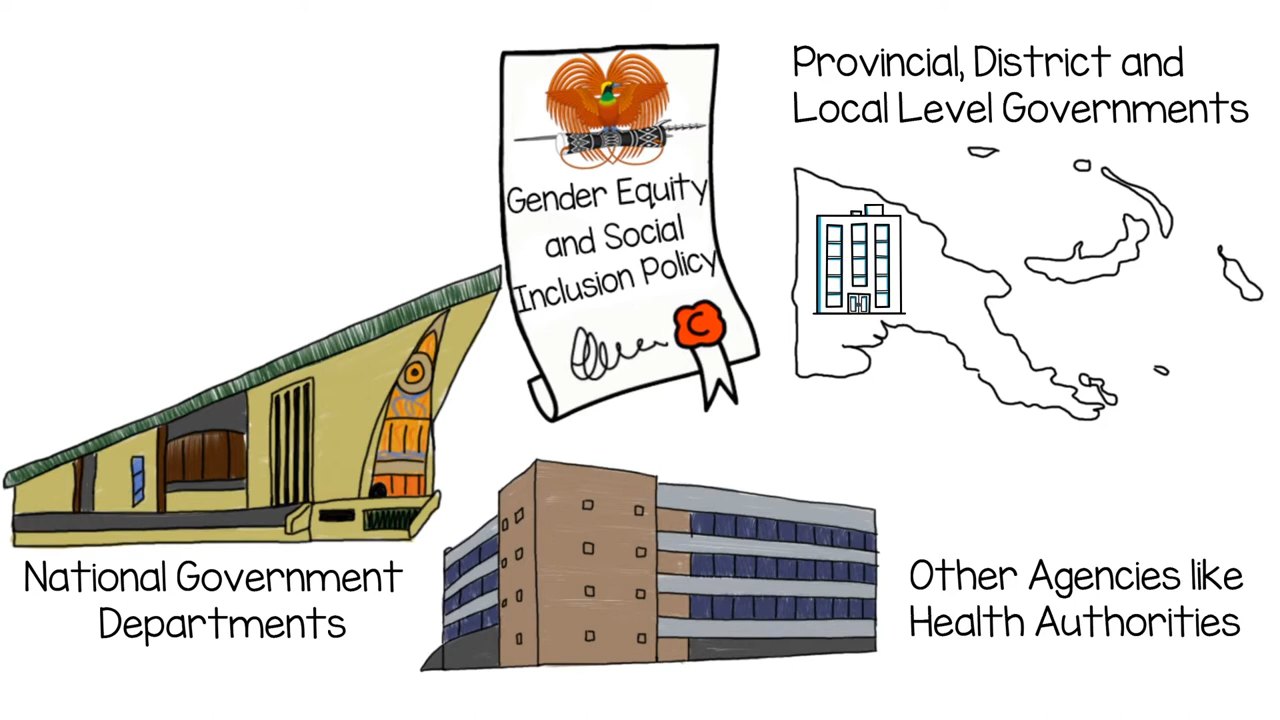 Provincial, District and
Local Level Governments
Gender Equity
and Social
Inclusion Policy
C
National Government
Departments
Other Agencies like
Health Authorities